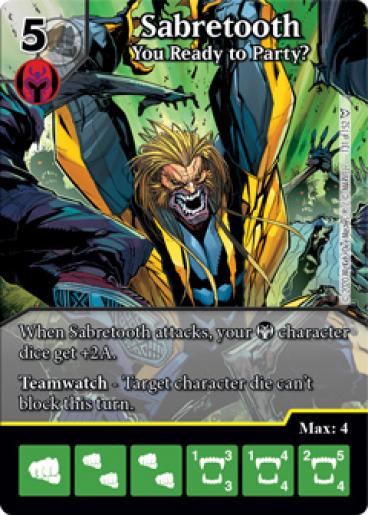 5
Sabretooth
You Ready to Party?
When Sabretooth attacks, your character
dice get +2A.
Teamwatch - Target character die can't
block this turn.
Max: 4
1 3 3
1 4 4
2 5 4